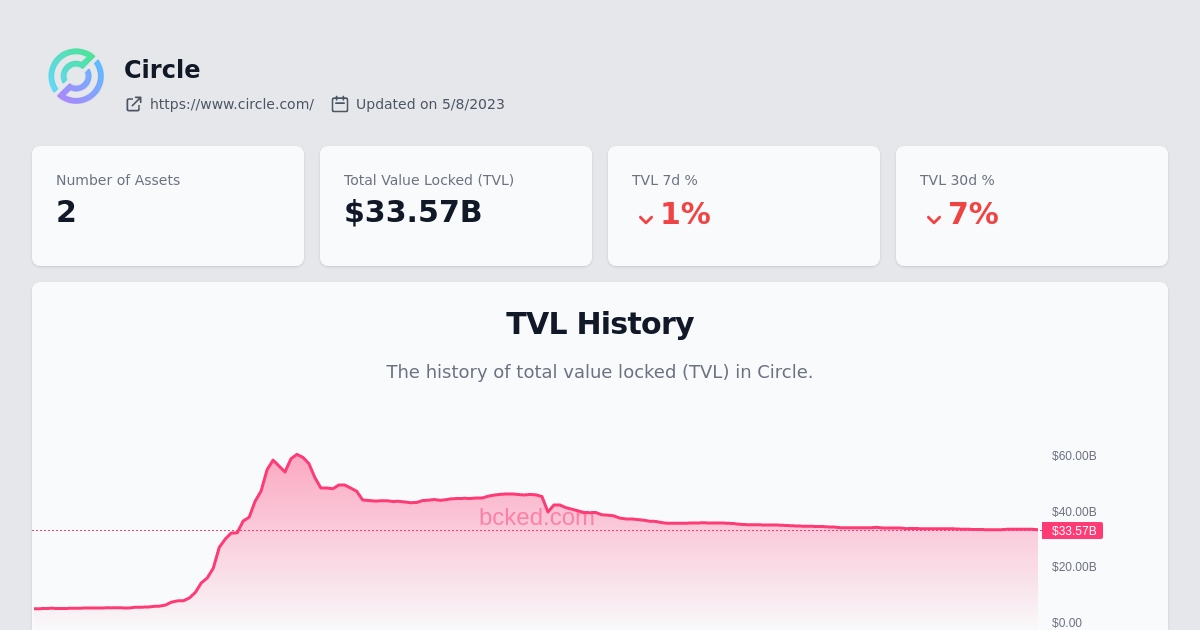 Circle
https://www.circle.com/ Updated on 5/8/2023
Number of Assets
2
Total Value Locked (TVL)
$33.57B
TVL 7d %
1%
TVL 30d %
7%
TVL History
The history of total value locked (TVL) in Circle.
$60.00B
$40.00B
bcked.com
$33.57B
$20.00B
$0.00